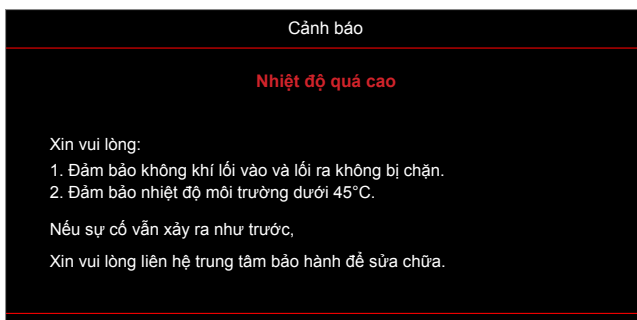 Cảnh báo
Nhiệt độ quá cao
Xin vui lòng:
1. Đảm bảo không khí lối vào và lối ra không bị chặn.
2. Đảm bảo nhiệt độ môi trường dưới 45°C.
Nếu sự cố vẫn xảy ra như trước,
Xin vui lòng liên hệ trung tâm bảo hành để sửa chữa.